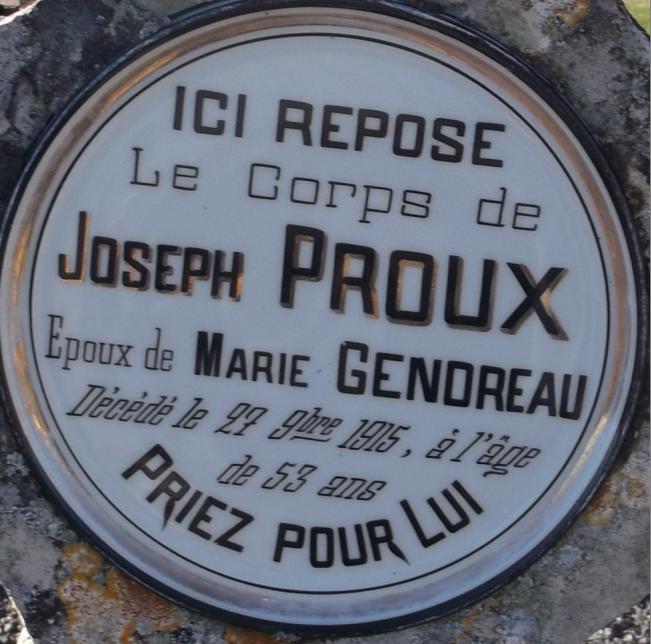 ICI REPOSE
Le Corps de
JOSEPH PROUX
Epoux de MARIE GENDREAU
Décédé le 27 9bre 1915, à l'âge
de 53 ans
PRIEZ POUR LUI